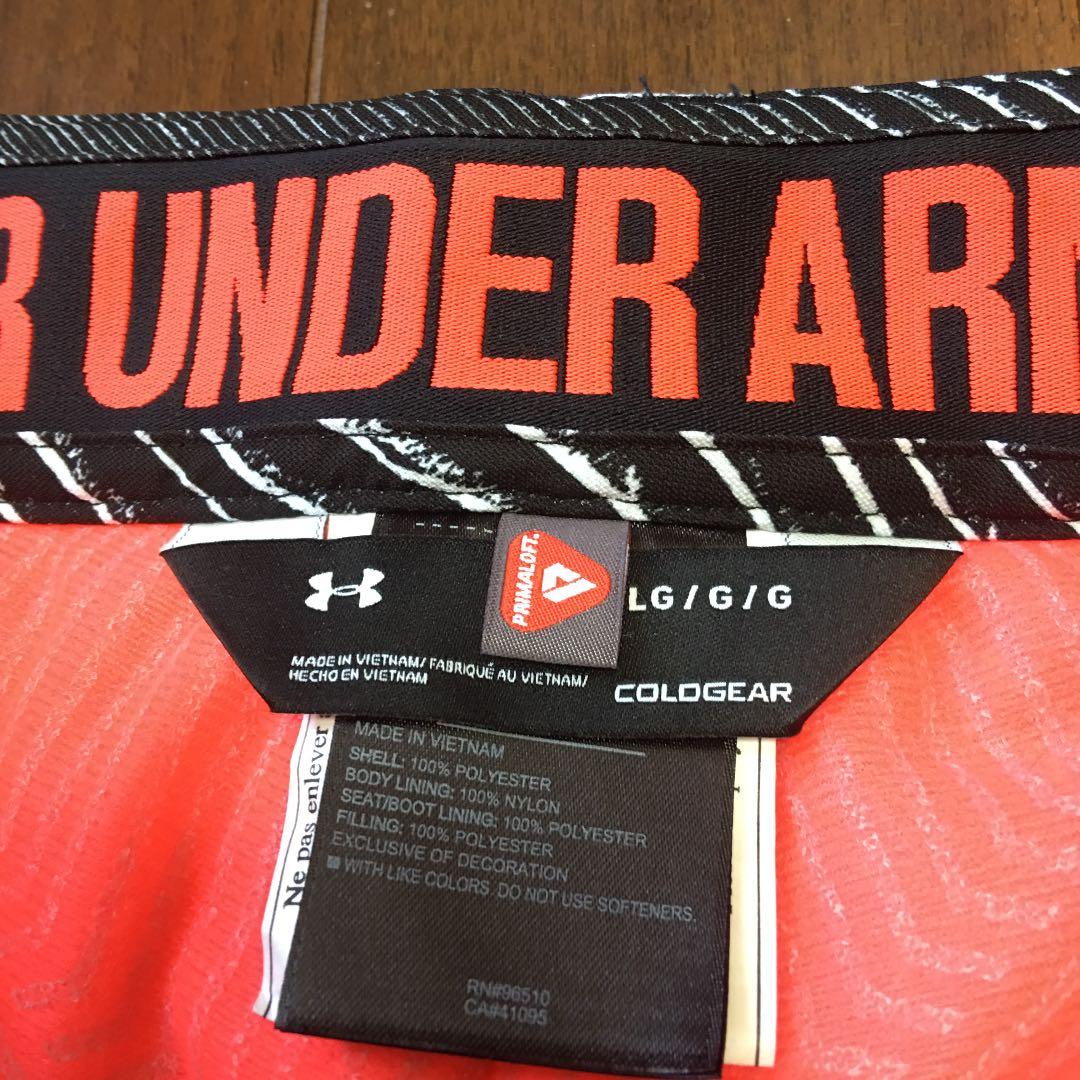 R UNDER ARM
PRIMALOFT.
LG / G / G
MADE IN VIETNAM/ FABRIQUÉ AU VIETNAM/
HECHO EN VIETNAM
COLDGEAR
Ne pas enlever
MADE IN VIETNAM
SHELL: 100% POLYESTER
BODY LINING: 100% NYLON
SEAT/BOOT LINING: 100% POLYESTER
FILLING: 100% POLYESTER
EXCLUSIVE OF DECORATION
WITH LIKE COLORS. DO NOT USE SOFTENERS.
RN#96510
CA#41095